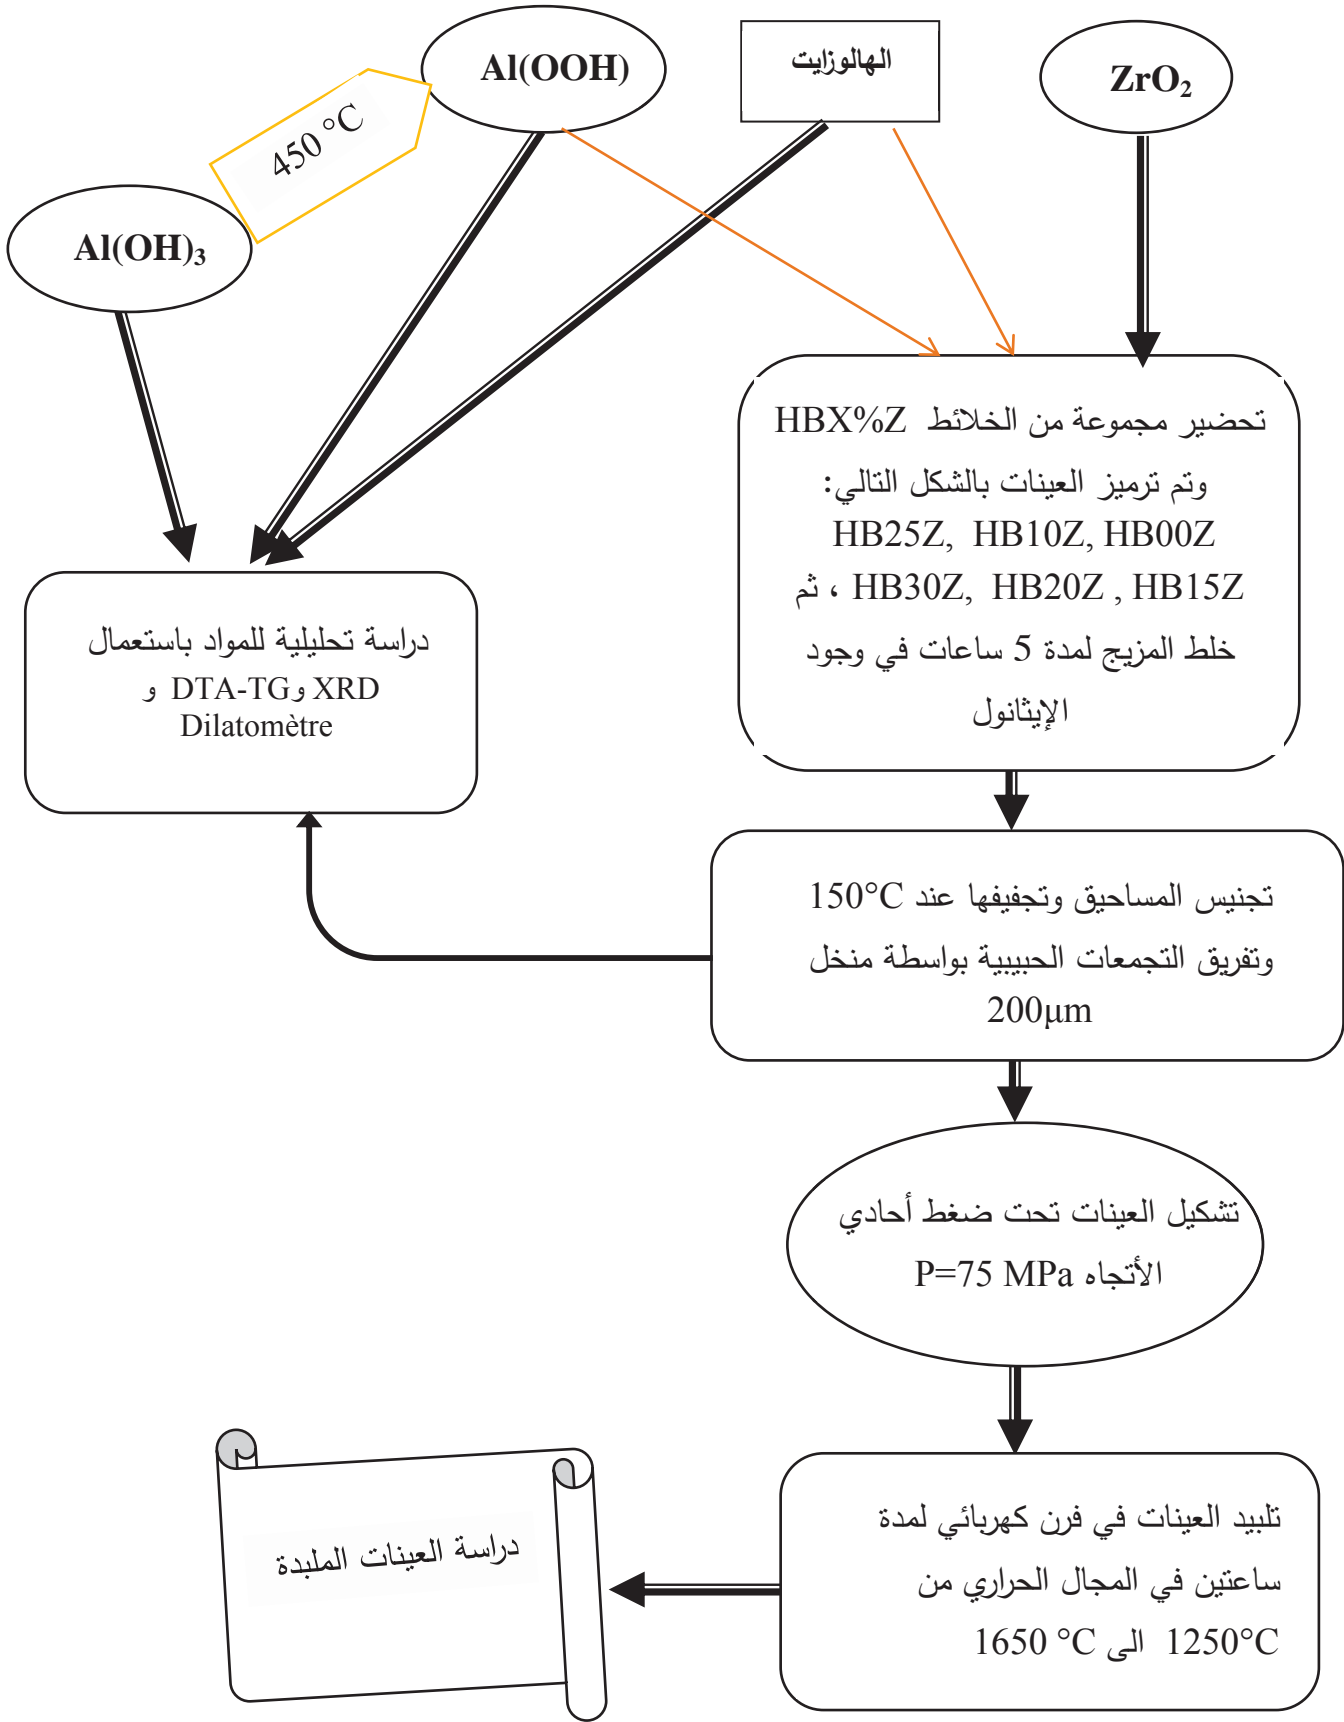 Al(OOH)
الهالوزايت
ZrO₂
450 °C
Al(OH)₃
تحضير مجموعة من الخلائط HBX%Z
وتم ترميز العينات بالشكل التالي:
HB25Z, HB10Z, HB00Z
HB30Z, HB20Z , HB15Z ، ثم
خلط المزيج لمدة 5 ساعات في وجود
الإيثانول
دراسة تحليلية للمواد باستعمال
XRD وDTA-TG و
Dilatomètre
تجنيس المساحيق وتجفيفها عند 150°C
وتفريق التجمعات الحبيبية بواسطة منخل
200μm
تشكيل العينات تحت ضغط أحادي
الأتجاه P=75 MPa
تلبيد العينات في فرن كهربائي لمدة
ساعتين في المجال الحراري من
1250°C الى 1650 °C
دراسة العينات الملبدة